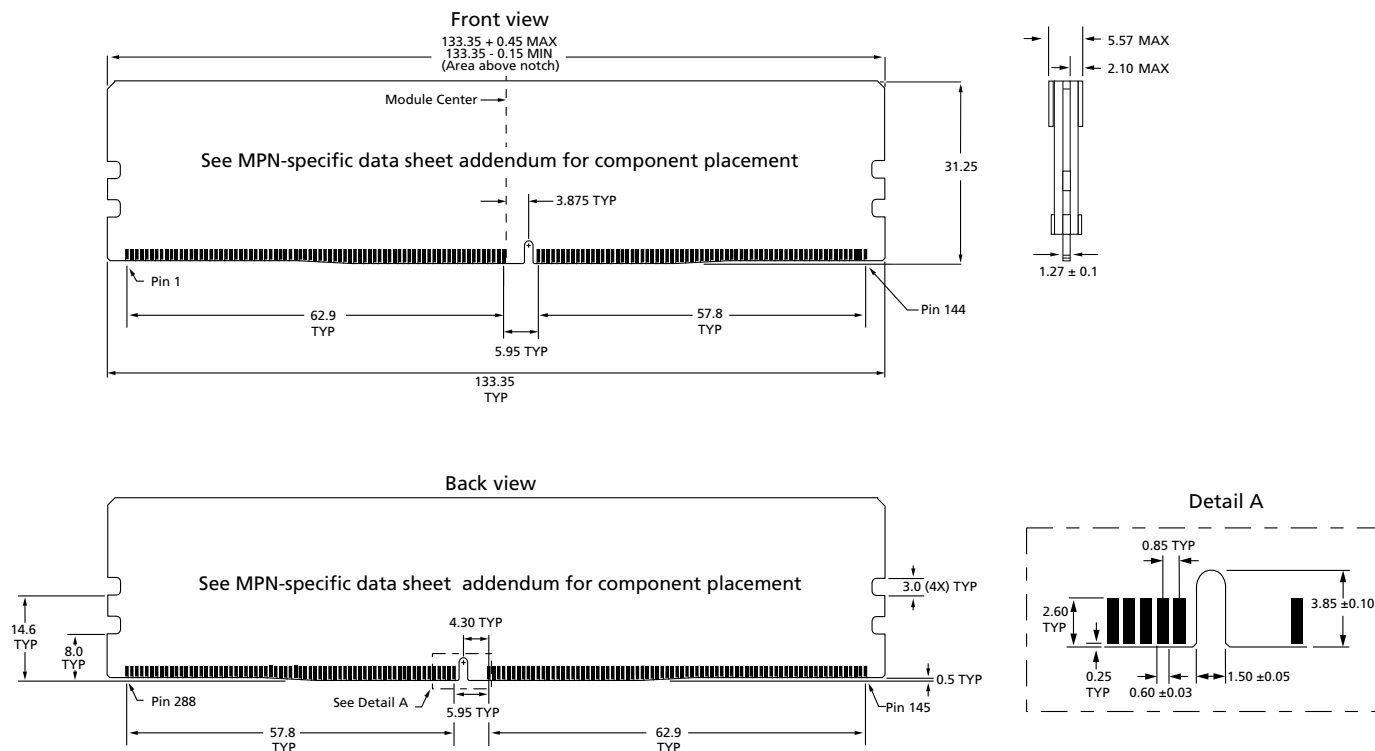 Front view
133.35 + 0.45 MAX
133.35 - 0.15 MIN
(Area above notch)
Module Center
See MPN-specific data sheet addendum for component placement
3.875 TYP
31.25
Pin 1
Pin 144
62.9
TYP
57.8
TYP
5.95 TYP
133.35
TYP
5.57 MAX
2.10 MAX
1.27 ± 0.1
Back view
See MPN-specific data sheet addendum for component placement
3.0 (4X) TYP
14.6
TYP
8.0
TYP
4.30 TYP
0.5 TYP
Pin 288
See Detail A
5.95 TYP
Pin 145
57.8
TYP
62.9
TYP
Detail A
0.85 TYP
2.60
TYP
3.85 ±0.10
0.25
TYP
0.60 ±0.03
1.50 ±0.05